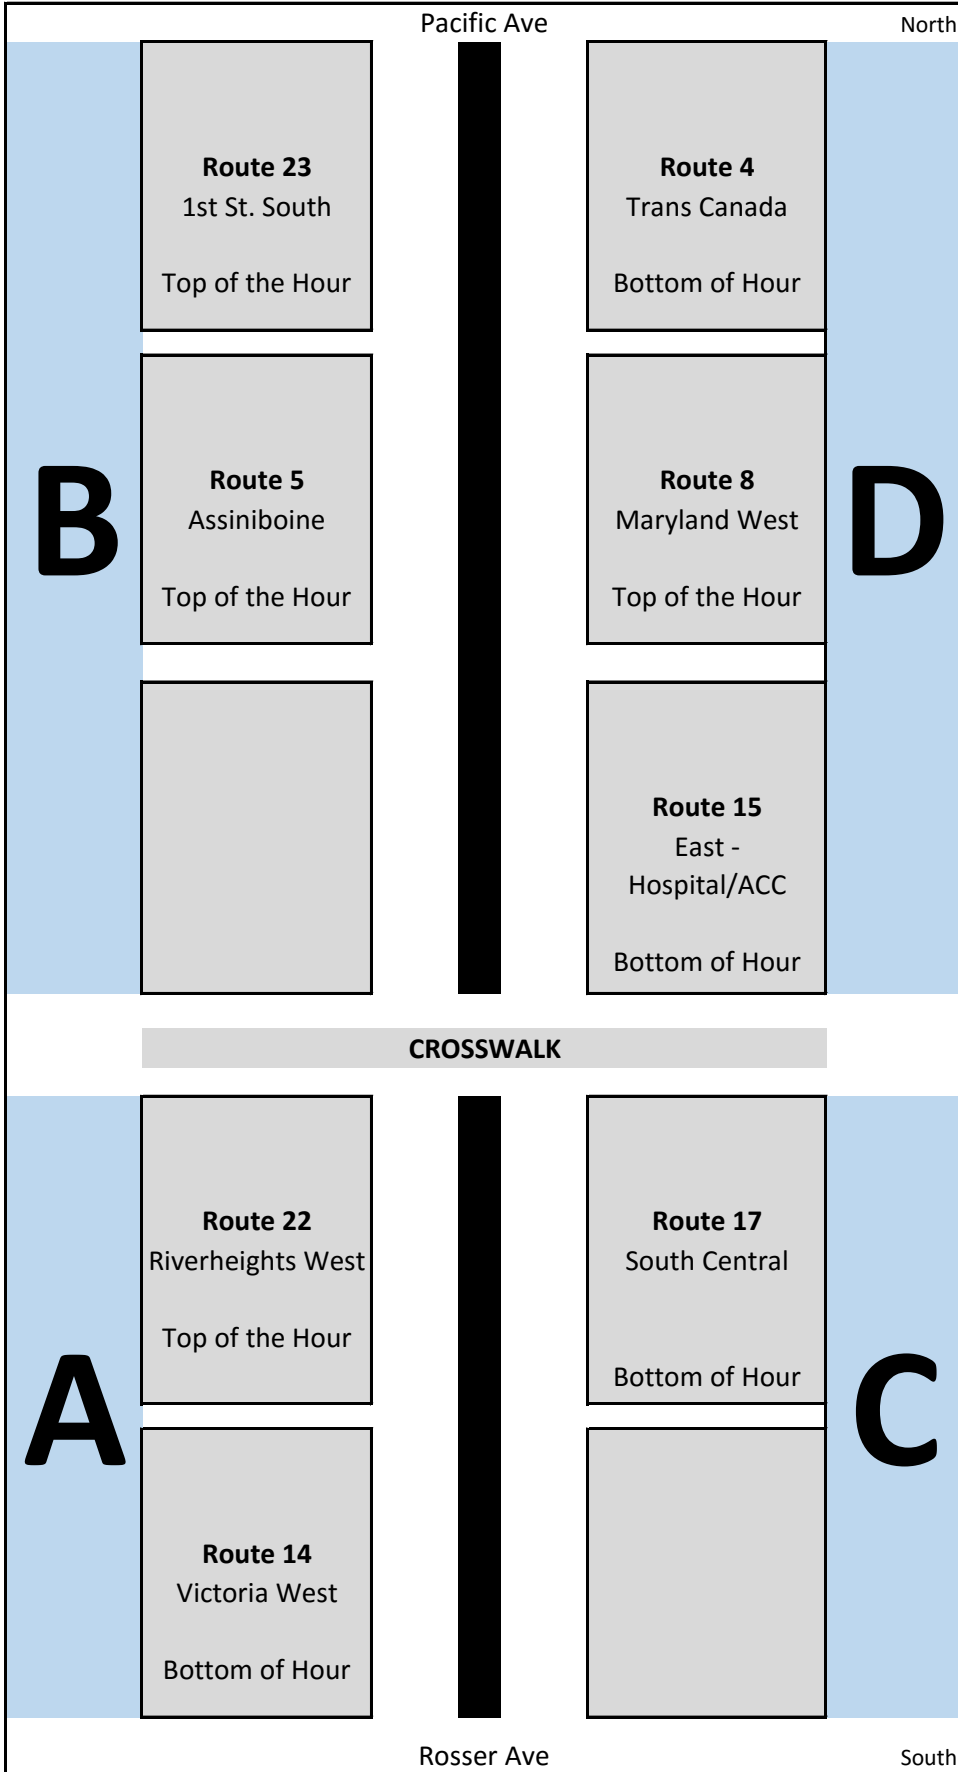 Pacific Ave
North
Route 23
1st St. South
Top of the Hour
Route 4
Trans Canada
Bottom of Hour
B
Route 5
Assiniboine
Top of the Hour
Route 8
Maryland West
Top of the Hour
D
Route 15
East -
Hospital/ACC
Bottom of Hour
CROSSWALK
A
Route 22
Riverheights West
Top of the Hour
Route 17
South Central
Bottom of Hour
C
Route 14
Victoria West
Bottom of Hour
Rosser Ave
South